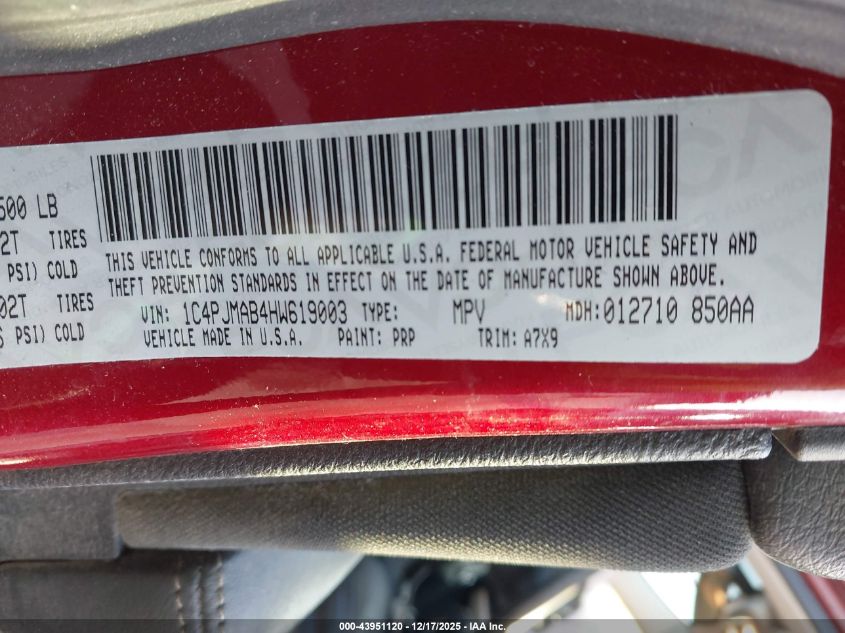 500 LB
02T TIRES
PSI) COLD
02T TIRES
PSI) COLD
THIS VEHICLE CONFORMS TO ALL APPLICABLE U.S.A. FEDERAL MOTOR VEHICLE SAFETY AND
THEFT PREVENTION STANDARDS IN EFFECT ON THE DATE OF MANUFACTURE SHOWN ABOVE.
VIN: 1C4PJMAB4HW619003 TYPE: MPV MDH:012710 850AA
VEHICLE MADE IN U.S.A. PAINT: PRP TRIM: A7X9
000-43951120 - 12/17/2025 - IAA Inc.